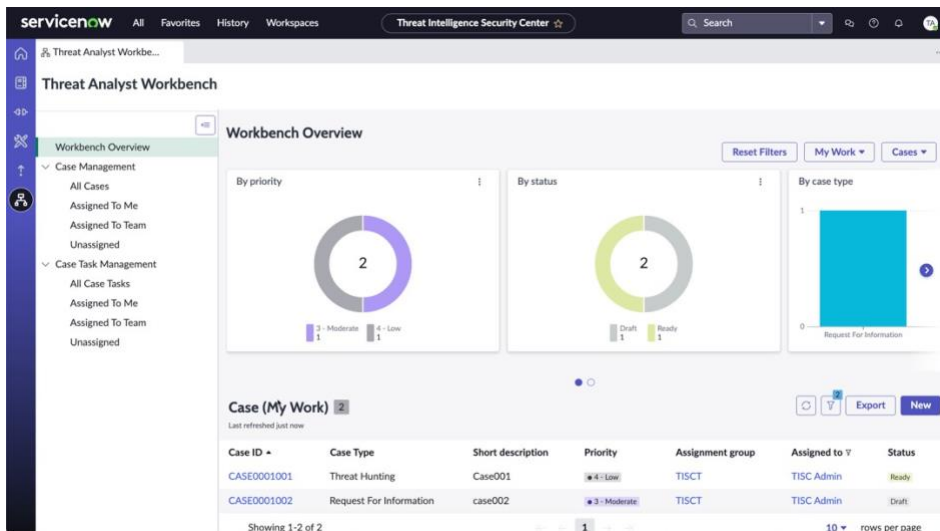 servicenow All Favorites History Workspaces Threat Intelligence Security Center ☆ Search TA
Threat Analyst Workbe...
Threat Analyst Workbench
Workbench Overview
Case Management
All Cases
Assigned To Me
Assigned To Team
Unassigned
Case Task Management
All Case Tasks
Assigned To Me
Assigned To Team
Unassigned
Workbench Overview
Reset Filters My Work Cases
By priority
2
3 - Moderate 4 - Low
1 1
By status
2
Draft Ready
1 1
By case type
1
0
Request For Information
Case (My Work) 2
Last refreshed just now
2
Export New
Case ID Case Type Short description Priority Assignment group Assigned to Status
CASE0001001 Threat Hunting Case001 4 - Low TISCT TISC Admin Ready
CASE0001002 Request For Information case002 3 - Moderate TISCT TISC Admin Draft
Showing 1-2 of 2 1 10 rows per page